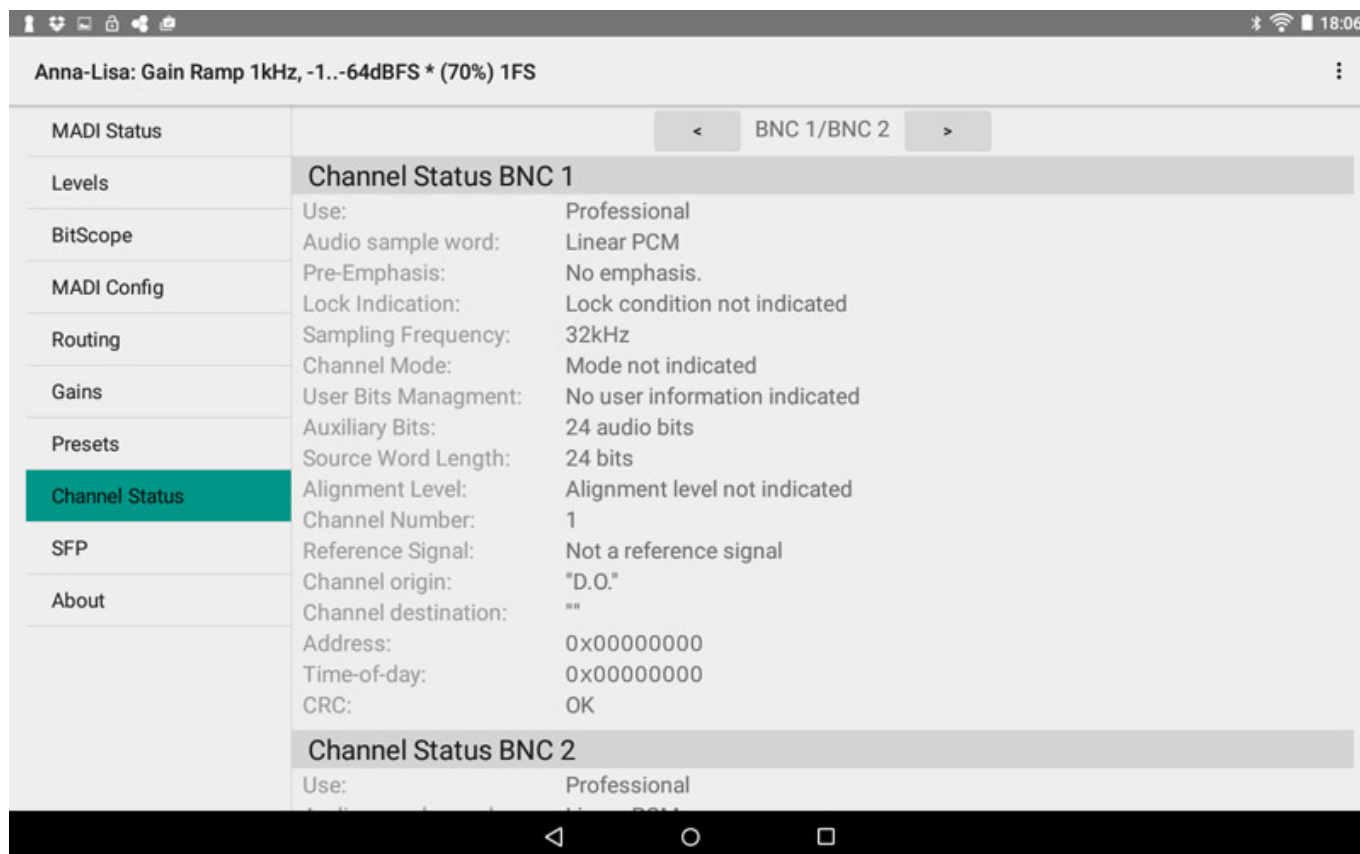 18:06
Anna-Lisa: Gain Ramp 1kHz, -1..-64dBFS * (70%) 1FS
MADI Status
Levels
BitScope
MADI Config
Routing
Gains
Presets
Channel Status
SFP
About
< BNC 1/BNC 2 >
Channel Status BNC 1
Use: Professional
Audio sample word: Linear PCM
Pre-Emphasis: No emphasis.
Lock Indication: Lock condition not indicated
Sampling Frequency: 32kHz
Channel Mode: Mode not indicated
User Bits Managment: No user information indicated
Auxiliary Bits: 24 audio bits
Source Word Length: 24 bits
Alignment Level: Alignment level not indicated
Channel Number: 1
Reference Signal: Not a reference signal
Channel origin: "D.O."
Channel destination: ""
Address: 0x00000000
Time-of-day: 0x00000000
CRC: OK
Channel Status BNC 2
Use: Professional